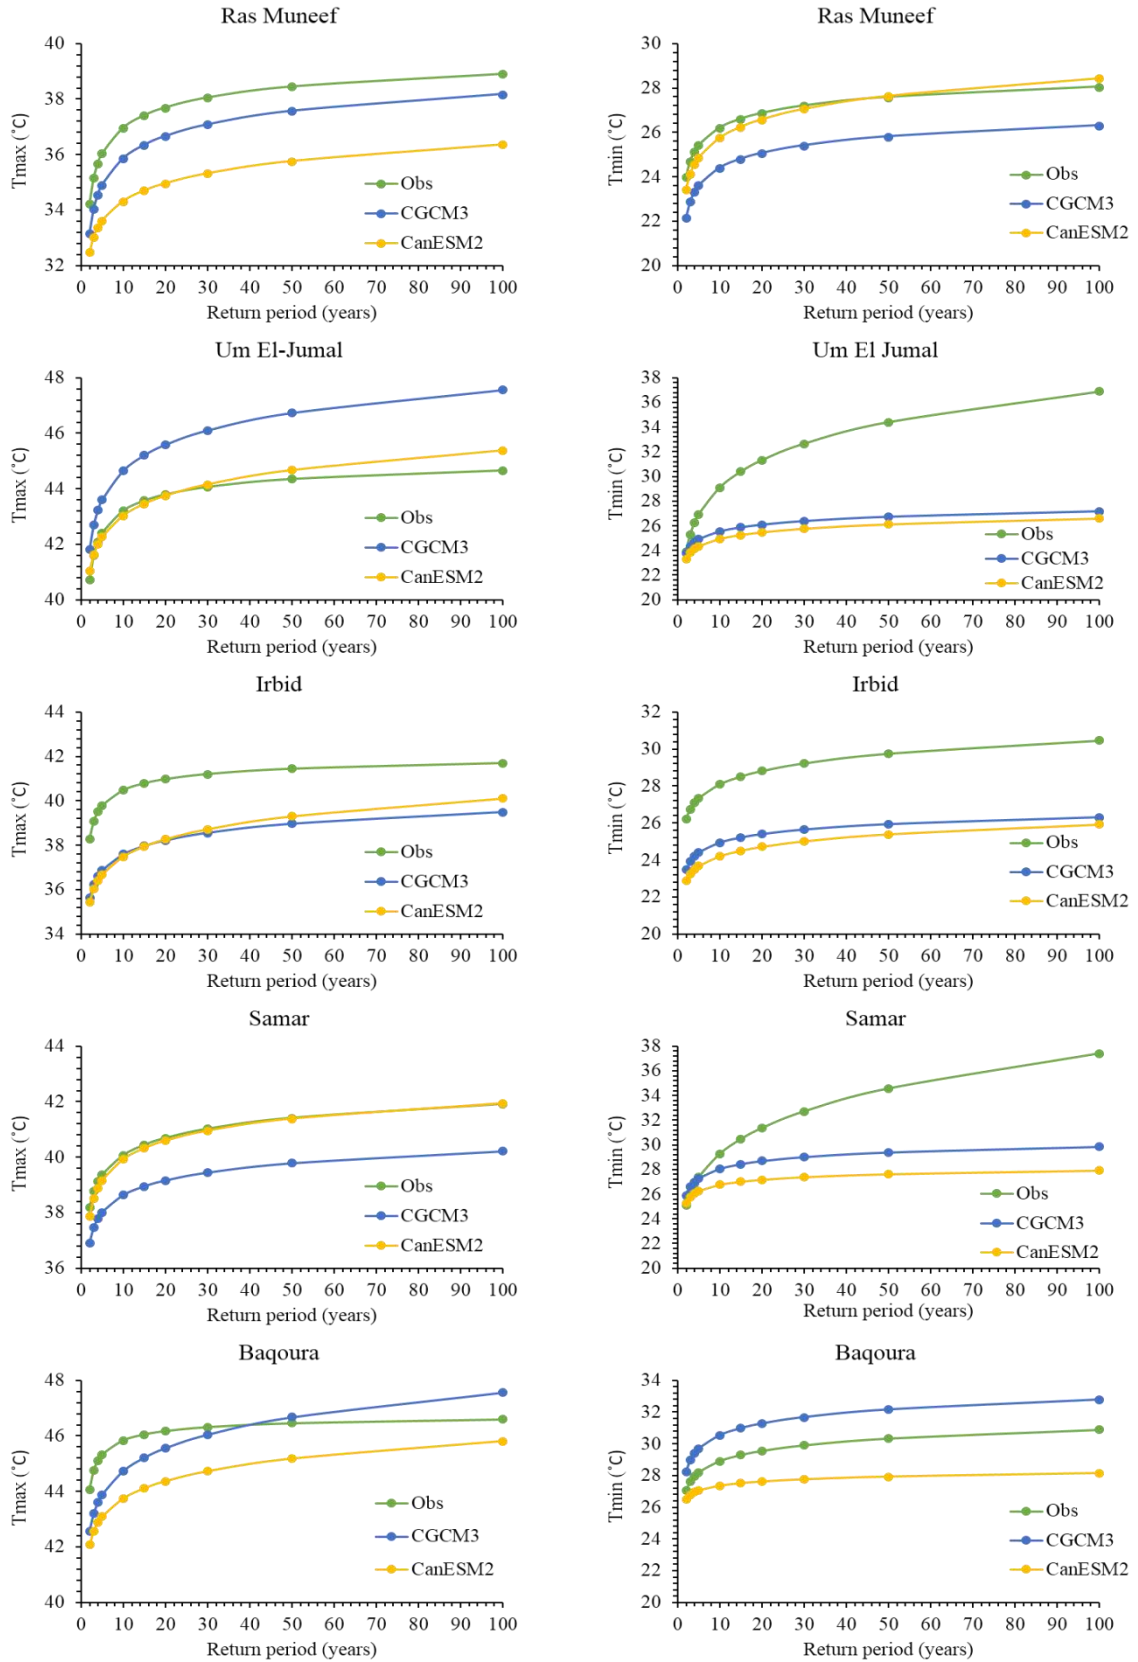 Ras Muneef
Tmax (˚C)
40
38
36
34
32
0 10 20 30 40 50 60 70 80 90 100
Return period (years)
Obs
CGCM3
CanESM2
Ras Muneef
Tmin (˚C)
30
28
26
24
22
20
0 10 20 30 40 50 60 70 80 90 100
Return period (years)
Obs
CGCM3
CanESM2
Um El-Jumal
Tmax (˚C)
48
46
44
42
40
0 10 20 30 40 50 60 70 80 90 100
Return period (years)
Obs
CGCM3
CanESM2
Um El Jumal
Tmin (˚C)
38
36
34
32
30
28
26
24
22
20
0 10 20 30 40 50 60 70 80 90 100
Return period (years)
Obs
CGCM3
CanESM2
Irbid
Tmax (˚C)
44
42
40
38
36
34
0 10 20 30 40 50 60 70 80 90 100
Return period (years)
Obs
CGCM3
CanESM2
Irbid
Tmin (˚C)
32
30
28
26
24
22
20
0 10 20 30 40 50 60 70 80 90 100
Return period (years)
Obs
CGCM3
CanESM2
Samar
Tmax (˚C)
44
42
40
38
36
0 10 20 30 40 50 60 70 80 90 100
Return period (years)
Obs
CGCM3
CanESM2
Samar
Tmin (˚C)
38
36
34
32
30
28
26
24
22
20
0 10 20 30 40 50 60 70 80 90 100
Return period (years)
Obs
CGCM3
CanESM2
Baqoura
Tmax (˚C)
48
46
44
42
40
0 10 20 30 40 50 60 70 80 90 100
Return period (years)
Obs
CGCM3
CanESM2
Baqoura
Tmin (˚C)
34
32
30
28
26
24
22
20
0 10 20 30 40 50 60 70 80 90 100
Return period (years)
Obs
CGCM3
CanESM2